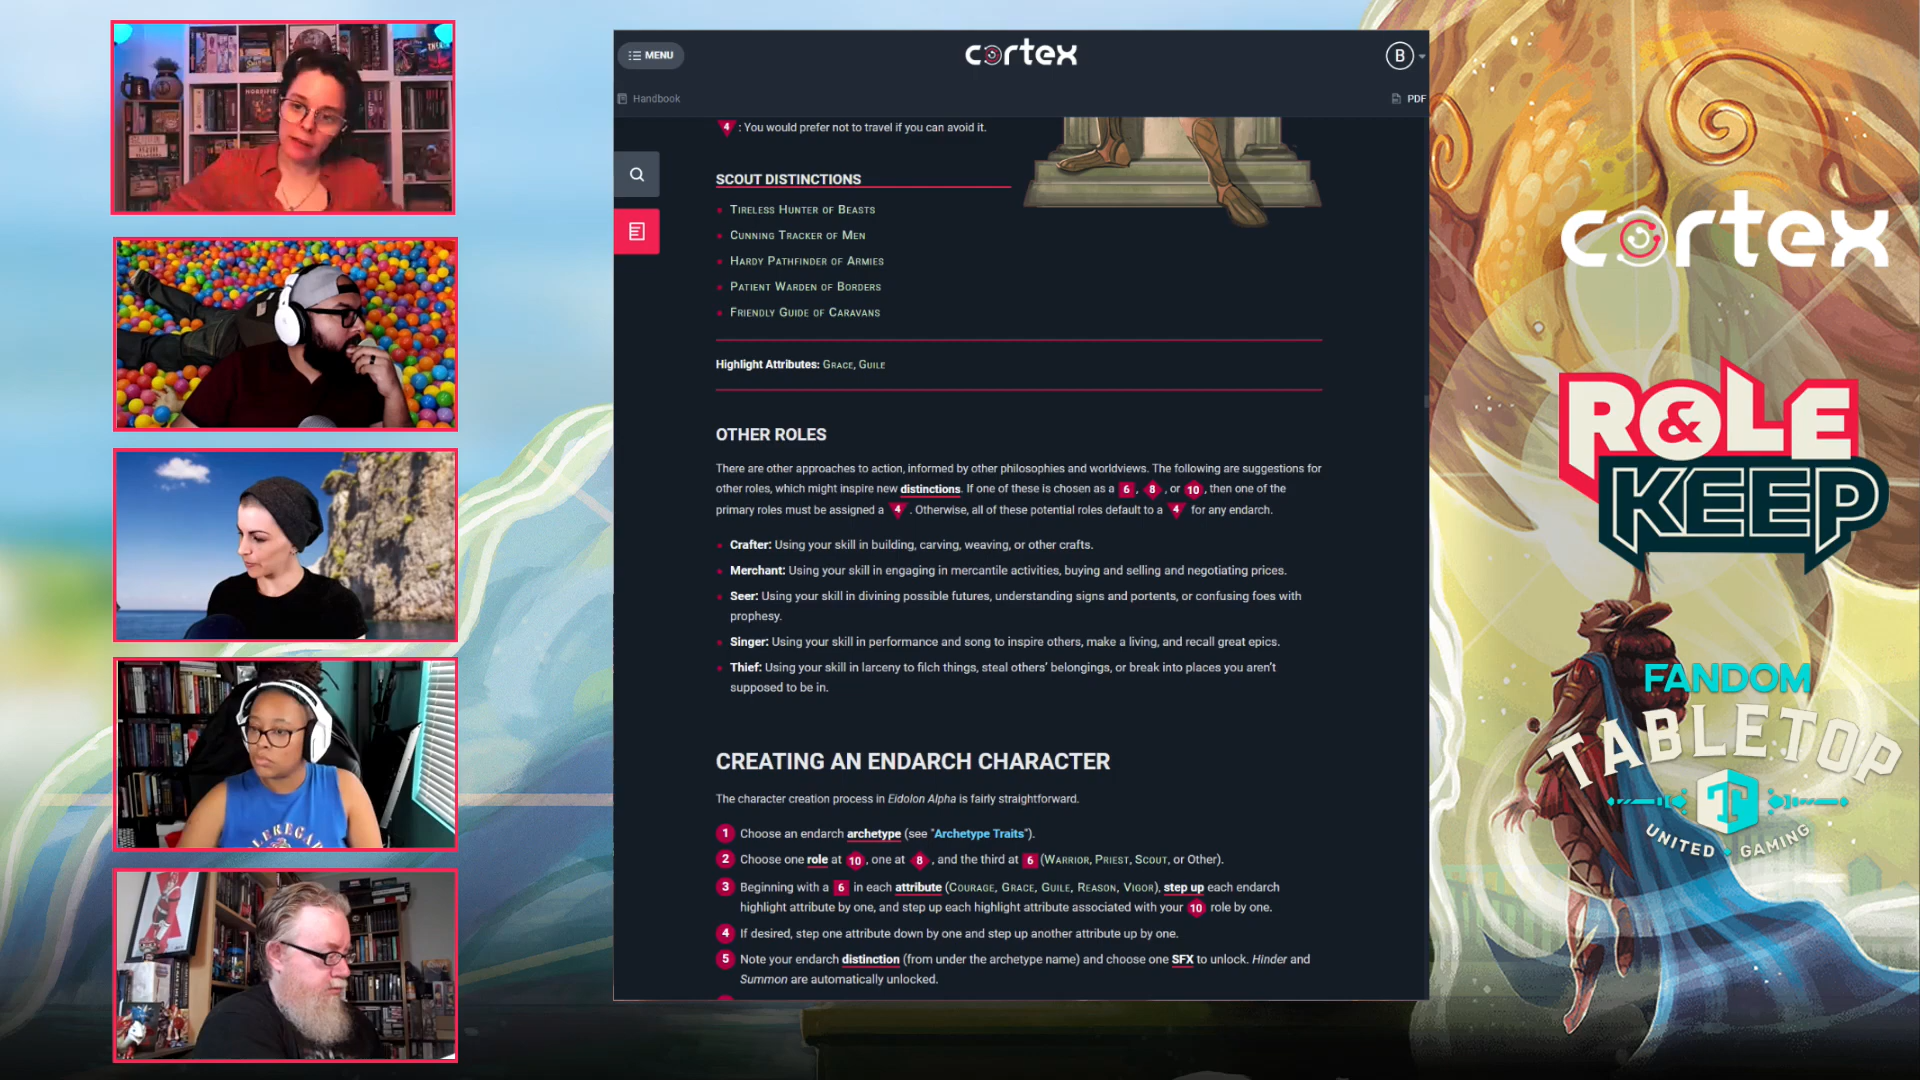 MENU
cortex
B
Handbook
PDF
4 : You would prefer not to travel if you can avoid it.
SCOUT DISTINCTIONS
TIRELESS HUNTER OF BEASTS
CUNNING TRACKER OF MEN
HARDY PATHFINDER OF ARMIES
PATIENT WARDEN OF BORDERS
FRIENDLY GUIDE OF CARAVANS
Highlight Attributes: GRACE, GUILE
OTHER ROLES
There are other approaches to action, informed by other philosophies and worldviews. The following are suggestions for
other roles, which might inspire new distinctions. If one of these is chosen as a 6, 8, or 10, then one of the
primary roles must be assigned a 4. Otherwise, all of these potential roles default to a 4 for any endarch.
Crafter: Using your skill in building, carving, weaving, or other crafts.
Merchant: Using your skill in engaging in mercantile activities, buying and selling and negotiating prices.
Seer: Using your skill in divining possible futures, understanding signs and portents, or confusing foes with
prophesy.
Singer: Using your skill in performance and song to inspire others, make a living, and recall great epics.
Thief: Using your skill in larceny to filch things, steal others' belongings, or break into places you aren't
supposed to be in.
CREATING AN ENDARCH CHARACTER
The character creation process in Eidolon Alpha is fairly straightforward.
1 Choose an endarch archetype (see "Archetype Traits").
2 Choose one role at 10, one at 8, and the third at 6 (WARRIOR, PRIEST, SCOUT, or Other).
3 Beginning with a 6 in each attribute (COURAGE, GRACE, GUILE, REASON, VIGOR), step up each endarch
highlight attribute by one, and step up each highlight attribute associated with your 10 role by one.
4 If desired, step one attribute down by one and step up another attribute up by one.
5 Note your endarch distinction (from under the archetype name) and choose one SFX to unlock. Hinder and
Summon are automatically unlocked.
cortex
ROLE
&
KEEP
FANDOM
TABLETOP
UNITED GAMING